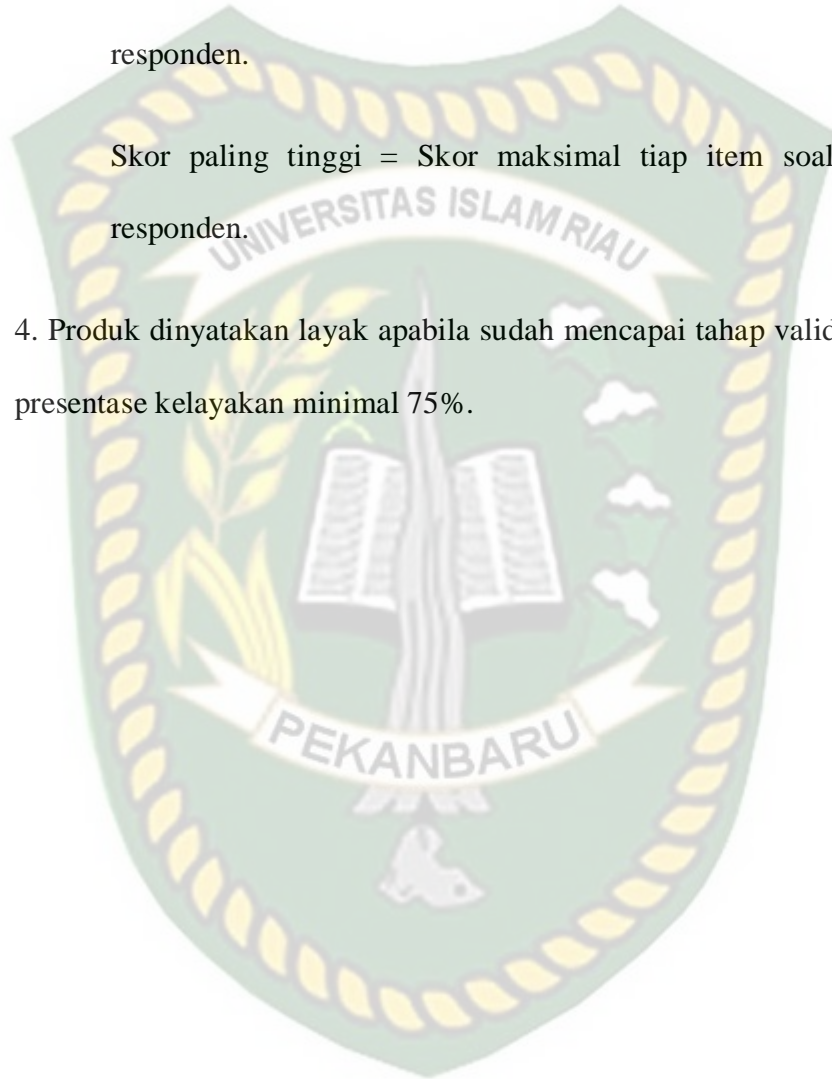 responden.
Skor paling tinggi = Skor maksimal tiap item soal
responden.
UNIVERSITAS ISLAM RIAU
4. Produk dinyatakan layak apabila sudah mencapai tahap valid
presentase kelayakan minimal 75%.
PEKANBARU